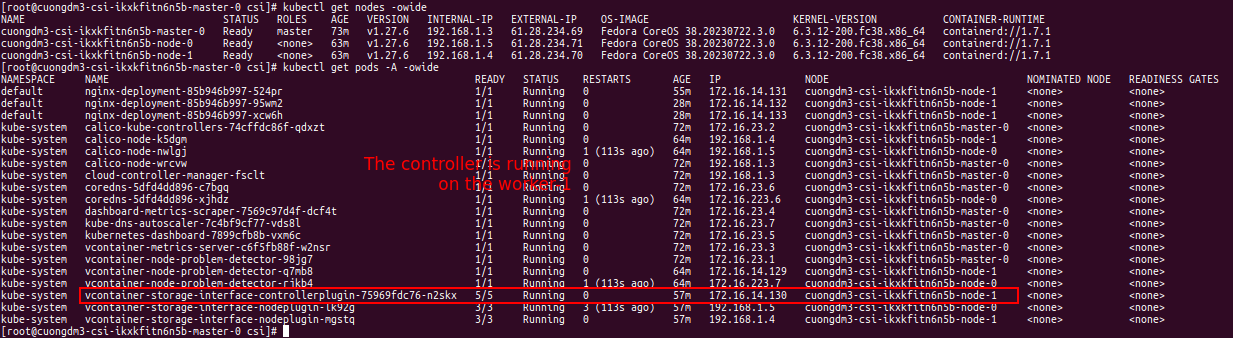 [root@cuongdm3-csi-ikxkfitn6n5b-master-0 csi]# kubectl get nodes -owide
NAME STATUS ROLES AGE VERSION INTERNAL-IP EXTERNAL-IP OS-IMAGE KERNEL-VERSION CONTAINER-RUNTIME
cuongdm3-csi-ikxkfitn6n5b-master-0 Ready master 73m v1.27.6 192.168.1.3 61.28.234.69 Fedora CoreOS 38.20230722.3.0 6.3.12-200.fc38.x86_64 containerd://1.7.1
cuongdm3-csi-ikxkfitn6n5b-node-0 Ready <none> 63m v1.27.6 192.168.1.5 61.28.234.71 Fedora CoreOS 38.20230722.3.0 6.3.12-200.fc38.x86_64 containerd://1.7.1
cuongdm3-csi-ikxkfitn6n5b-node-1 Ready <none> 63m v1.27.6 192.168.1.4 61.28.234.70 Fedora CoreOS 38.20230722.3.0 6.3.12-200.fc38.x86_64 containerd://1.7.1
[root@cuongdm3-csi-ikxkfitn6n5b-master-0 csi]# kubectl get pods -A -owide
NAMESPACE NAME READY STATUS RESTARTS AGE IP NODE NOMINATED NODE READINESS GATES
default nginx-deployment-85b946b997-524pr 1/1 Running 0 55m 172.16.14.131 cuongdm3-csi-ikxkfitn6n5b-node-1 <none> <none>
default nginx-deployment-85b946b997-95wm2 1/1 Running 0 28m 172.16.14.132 cuongdm3-csi-ikxkfitn6n5b-node-1 <none> <none>
default nginx-deployment-85b946b997-xcw6h 1/1 Running 0 28m 172.16.14.133 cuongdm3-csi-ikxkfitn6n5b-node-1 <none> <none>
kube-system calico-kube-controllers-74cffdc86f-qdxzt 1/1 Running 0 72m 172.16.23.2 cuongdm3-csi-ikxkfitn6n5b-master-0 <none> <none>
kube-system calico-node-k5dgm 1/1 Running 0 64m 192.168.1.4 cuongdm3-csi-ikxkfitn6n5b-node-1 <none> <none>
kube-system calico-node-nwlgj 1/1 Running 1 (113s ago) 64m 192.168.1.5 cuongdm3-csi-ikxkfitn6n5b-node-0 <none> <none>
kube-system calico-node-wrcvw 1/1 Running 0 72m 192.168.1.3 cuongdm3-csi-ikxkfitn6n5b-master-0 <none> <none>
The controller is running
kube-system cloud-controller-manager-fsclt 1/1 Running 0 72m 192.168.1.3 cuongdm3-csi-ikxkfitn6n5b-master-0 <none> <none>
kube-system coredns-5dfd4dd896-c7bgq 1/1 Running 0 72m 172.16.23.6 cuongdm3-csi-ikxkfitn6n5b-master-0 <none> <none>
on the worker 1
kube-system coredns-5dfd4dd896-xjhdz 1/1 Running 1 (113s ago) 64m 172.16.223.6 cuongdm3-csi-ikxkfitn6n5b-node-0 <none> <none>
kube-system dashboard-metrics-scraper-7569c97d4f-dcf4t 1/1 Running 0 72m 172.16.23.4 cuongdm3-csi-ikxkfitn6n5b-master-0 <none> <none>
kube-system kube-dns-autoscaler-7c4bf9cf77-vds8l 1/1 Running 0 72m 172.16.23.7 cuongdm3-csi-ikxkfitn6n5b-master-0 <none> <none>
kube-system kubernetes-dashboard-7899cfb8b-vxm6c 1/1 Running 0 72m 172.16.23.5 cuongdm3-csi-ikxkfitn6n5b-master-0 <none> <none>
kube-system vcontainer-metrics-server-c6f5fb88f-w2nsr 1/1 Running 0 72m 172.16.23.3 cuongdm3-csi-ikxkfitn6n5b-master-0 <none> <none>
kube-system vcontainer-node-problem-detector-98jg7 1/1 Running 0 72m 172.16.23.1 cuongdm3-csi-ikxkfitn6n5b-master-0 <none> <none>
kube-system vcontainer-node-problem-detector-q7mb8 1/1 Running 0 64m 172.16.14.129 cuongdm3-csi-ikxkfitn6n5b-node-1 <none> <none>
kube-system vcontainer-node-problem-detector-rjkb4 1/1 Running 1 (113s ago) 64m 172.16.223.7 cuongdm3-csi-ikxkfitn6n5b-node-0 <none> <none>
kube-system vcontainer-storage-interface-controllerplugin-75969fdc76-n2skx 5/5 Running 0 57m 172.16.14.130 cuongdm3-csi-ikxkfitn6n5b-node-1 <none> <none>
kube-system vcontainer-storage-interface-nodeplugin-lk92g 3/3 Running 3 (113s ago) 57m 192.168.1.5 cuongdm3-csi-ikxkfitn6n5b-node-0 <none> <none>
kube-system vcontainer-storage-interface-nodeplugin-mgstq 3/3 Running 0 57m 192.168.1.4 cuongdm3-csi-ikxkfitn6n5b-node-1 <none> <none>
[root@cuongdm3-csi-ikxkfitn6n5b-master-0 csi]#